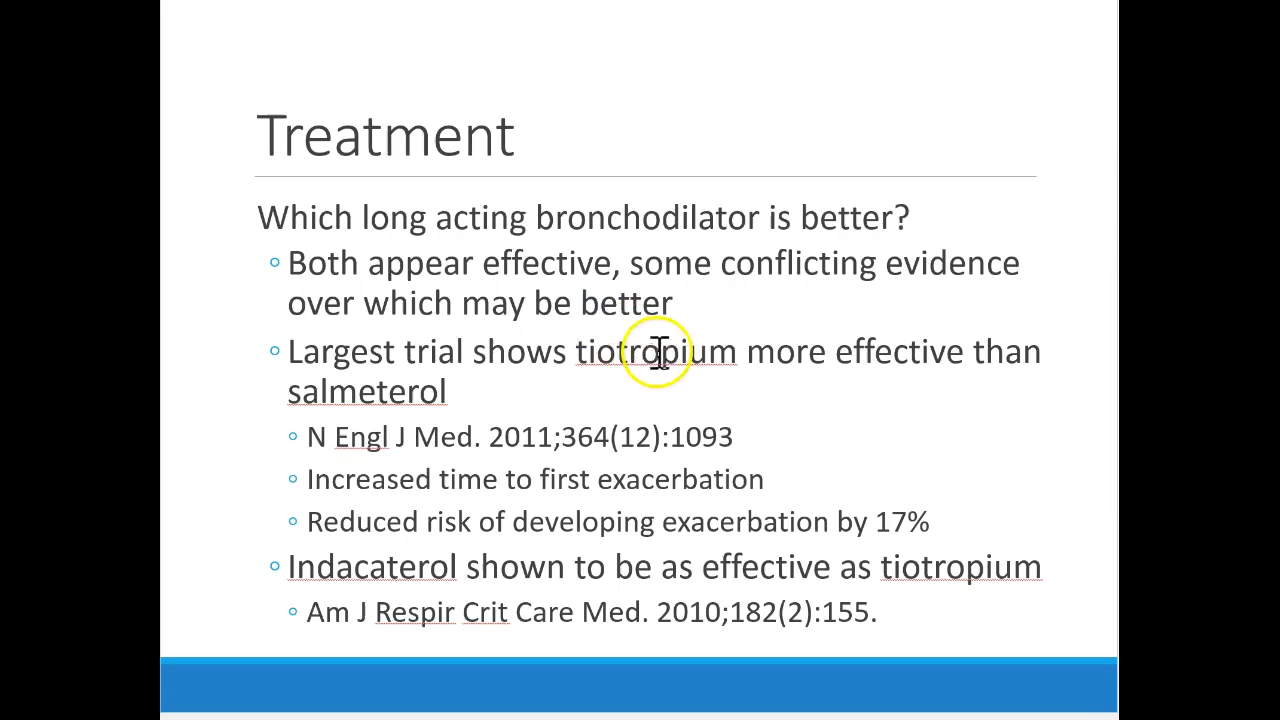 Treatment
Which long acting bronchodilator is better?
◦ Both appear effective, some conflicting evidence
over which may be better
◦ Largest trial shows tiotropium more effective than
salmeterol
◦ N Engl J Med. 2011;364(12):1093
◦ Increased time to first exacerbation
◦ Reduced risk of developing exacerbation by 17%
◦ Indacaterol shown to be as effective as tiotropium
◦ Am J Respir Crit Care Med. 2010;182(2):155.